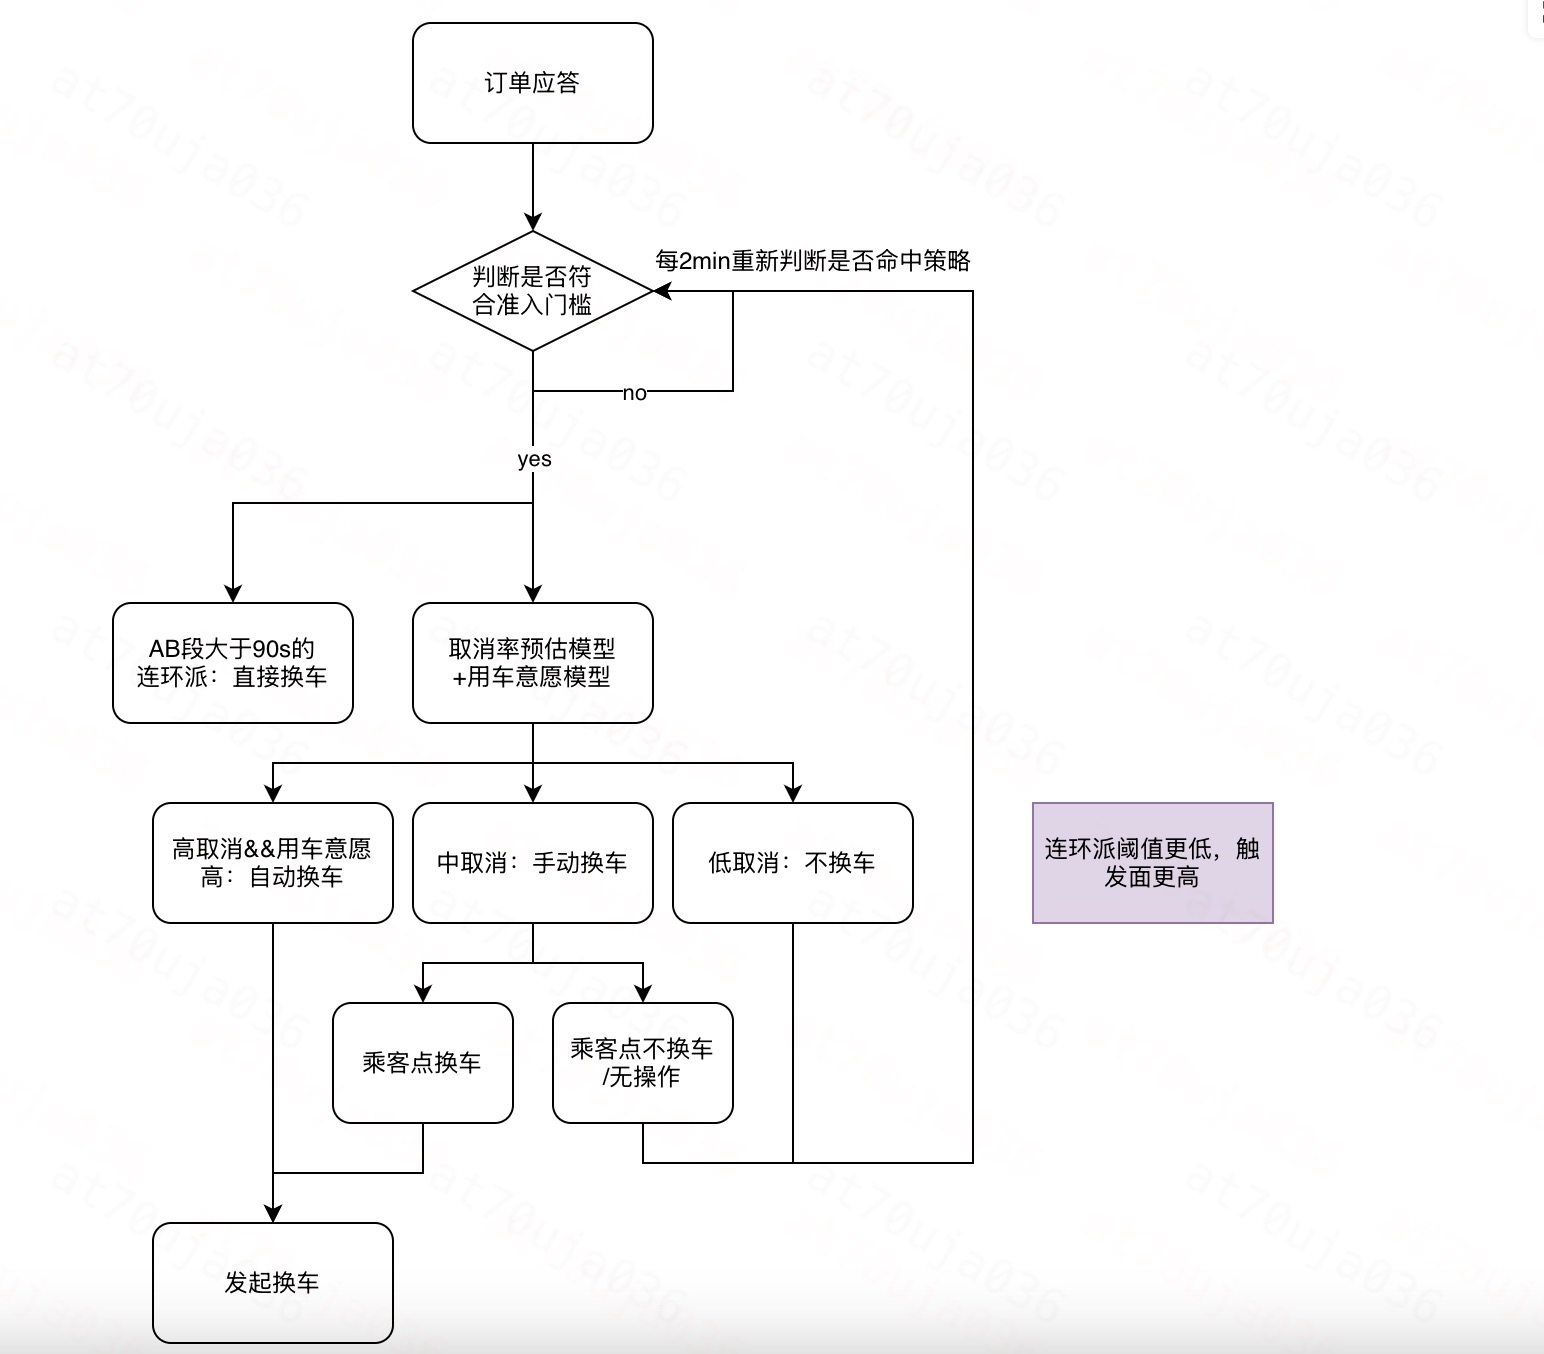 订单应答
判断是否符
合准入门槛
每2min重新判断是否命中策略
no
yes
AB段大于90s的
连环派：直接换车
取消率预估模型
+用车意愿模型
高取消&&用车意愿
高：自动换车
中取消：手动换车
低取消：不换车
连环派阈值更低，触
发面更高
乘客点换车
乘客点不换车
/无操作
发起换车